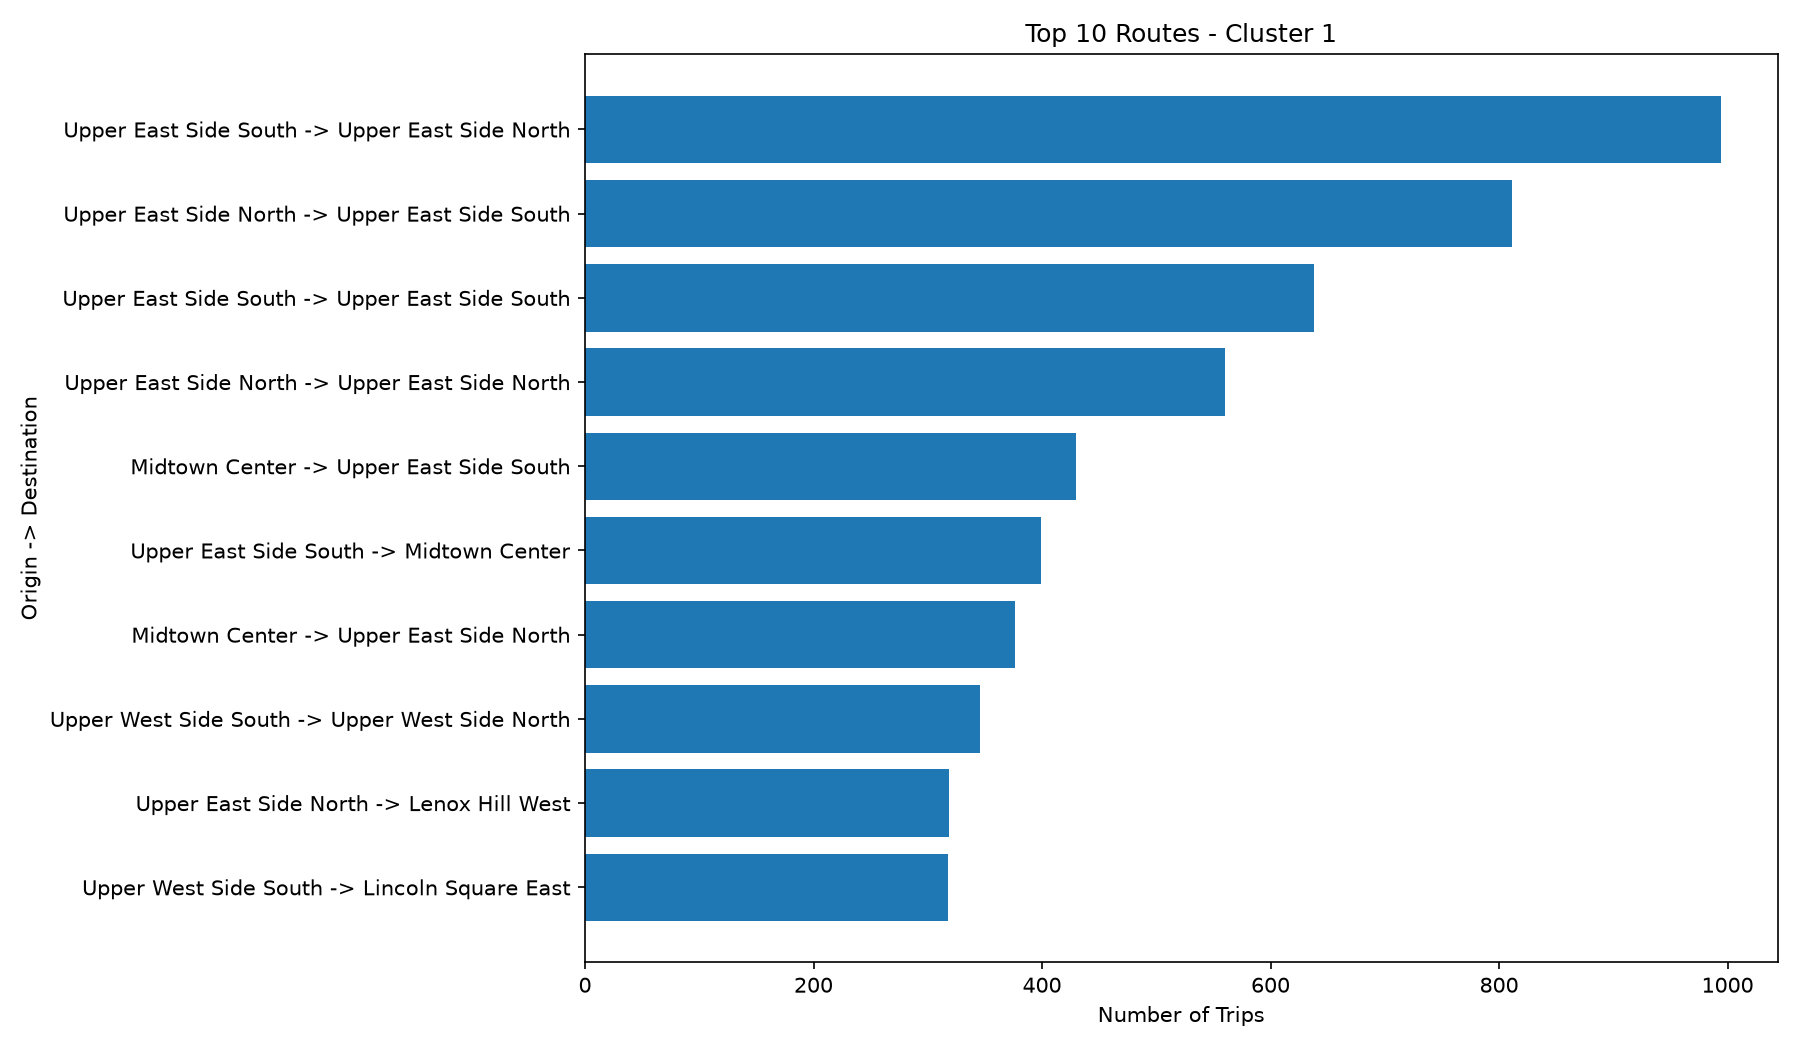 Top 10 Routes - Cluster 1
Origin -> Destination
Upper East Side South -> Upper East Side North
Upper East Side North -> Upper East Side South
Upper East Side South -> Upper East Side South
Upper East Side North -> Upper East Side North
Midtown Center -> Upper East Side South
Upper East Side South -> Midtown Center
Midtown Center -> Upper East Side North
Upper West Side South -> Upper West Side North
Upper East Side North -> Lenox Hill West
Upper West Side South -> Lincoln Square East
0 200 400 600 800 1000
Number of Trips